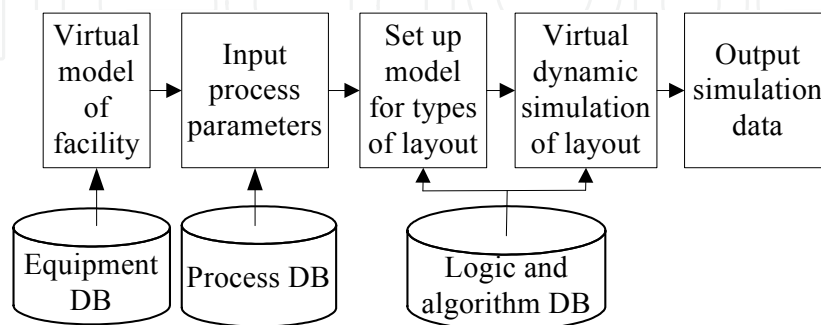 Virtual
model
of
facility
Input
process
parameters
Set up
model
for types
of layout
Virtual
dynamic
simulation
of layout
Output
simulation
data
Equipment
DB
Process DB
Logic and
algorithm DB